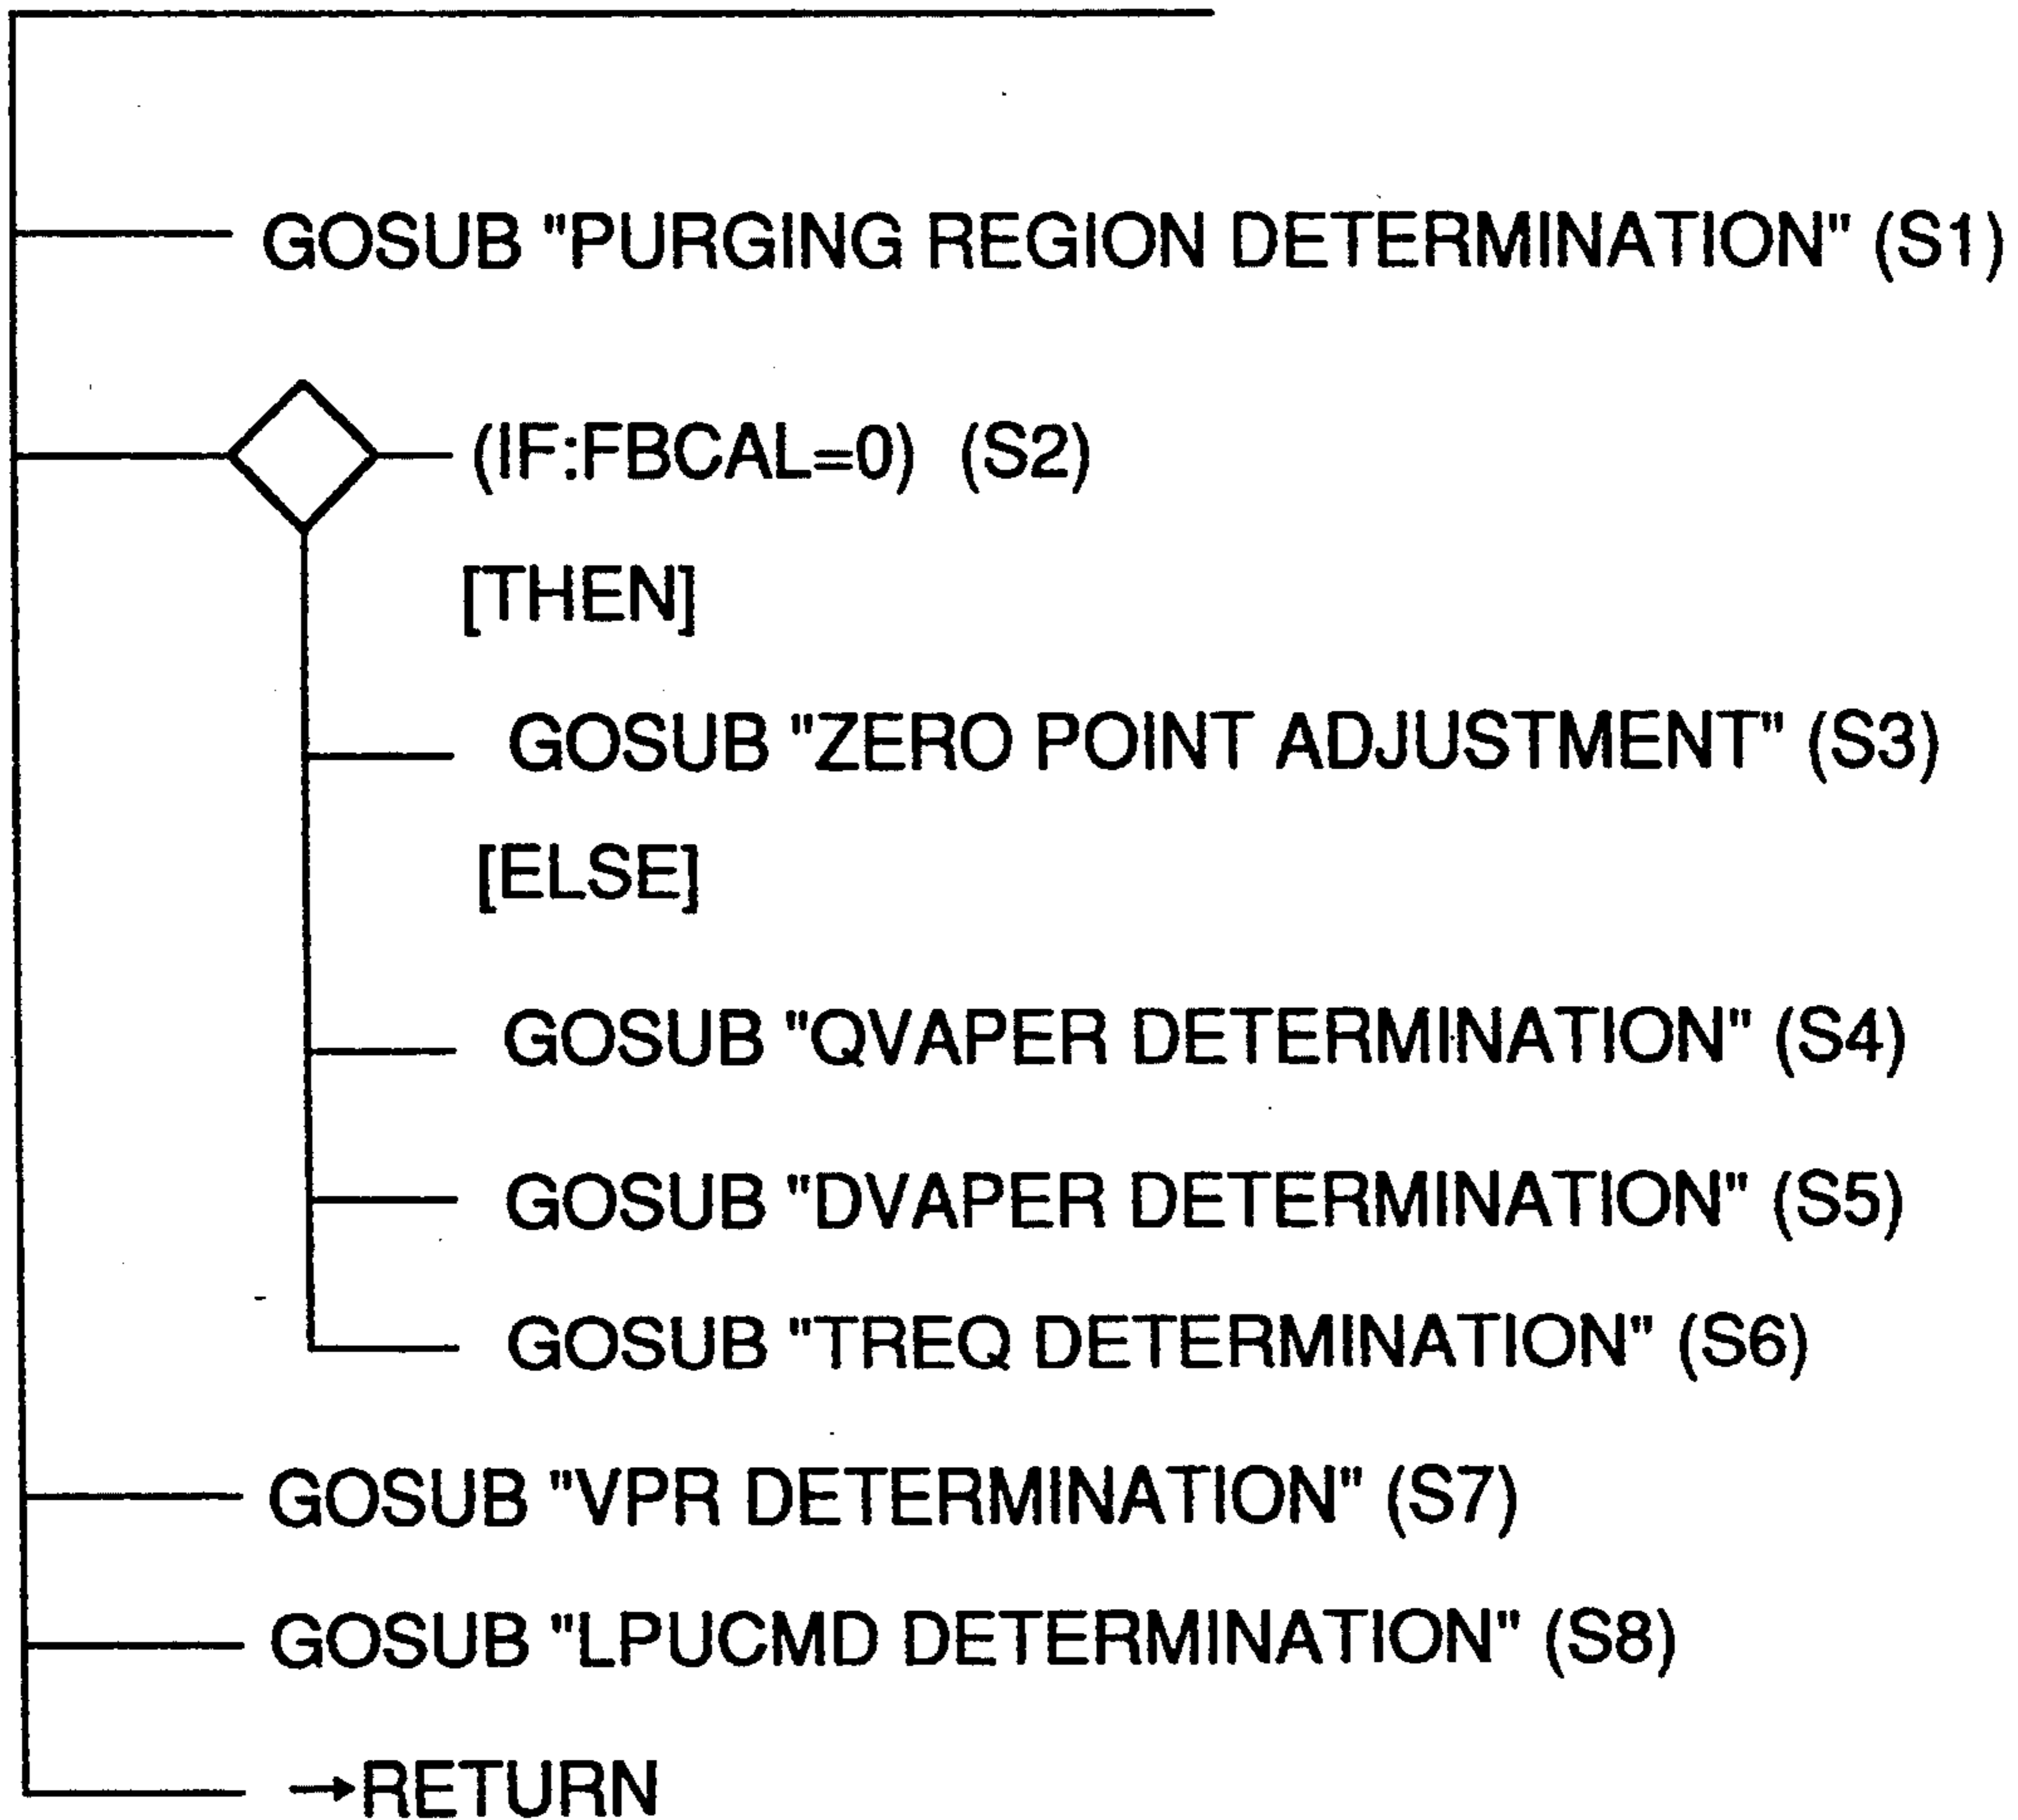 GOSUB "PURGING REGION DETERMINATION" (S1)
(IF:FBCAL=0) (S2)
[THEN]
GOSUB "ZERO POINT ADJUSTMENT" (S3)
[ELSE]
GOSUB "QVAPER DETERMINATION" (S4)
GOSUB "DVAPER DETERMINATION" (S5)
GOSUB "TREQ DETERMINATION" (S6)
GOSUB "VPR DETERMINATION" (S7)
GOSUB "LPUCMD DETERMINATION" (S8)
→RETURN